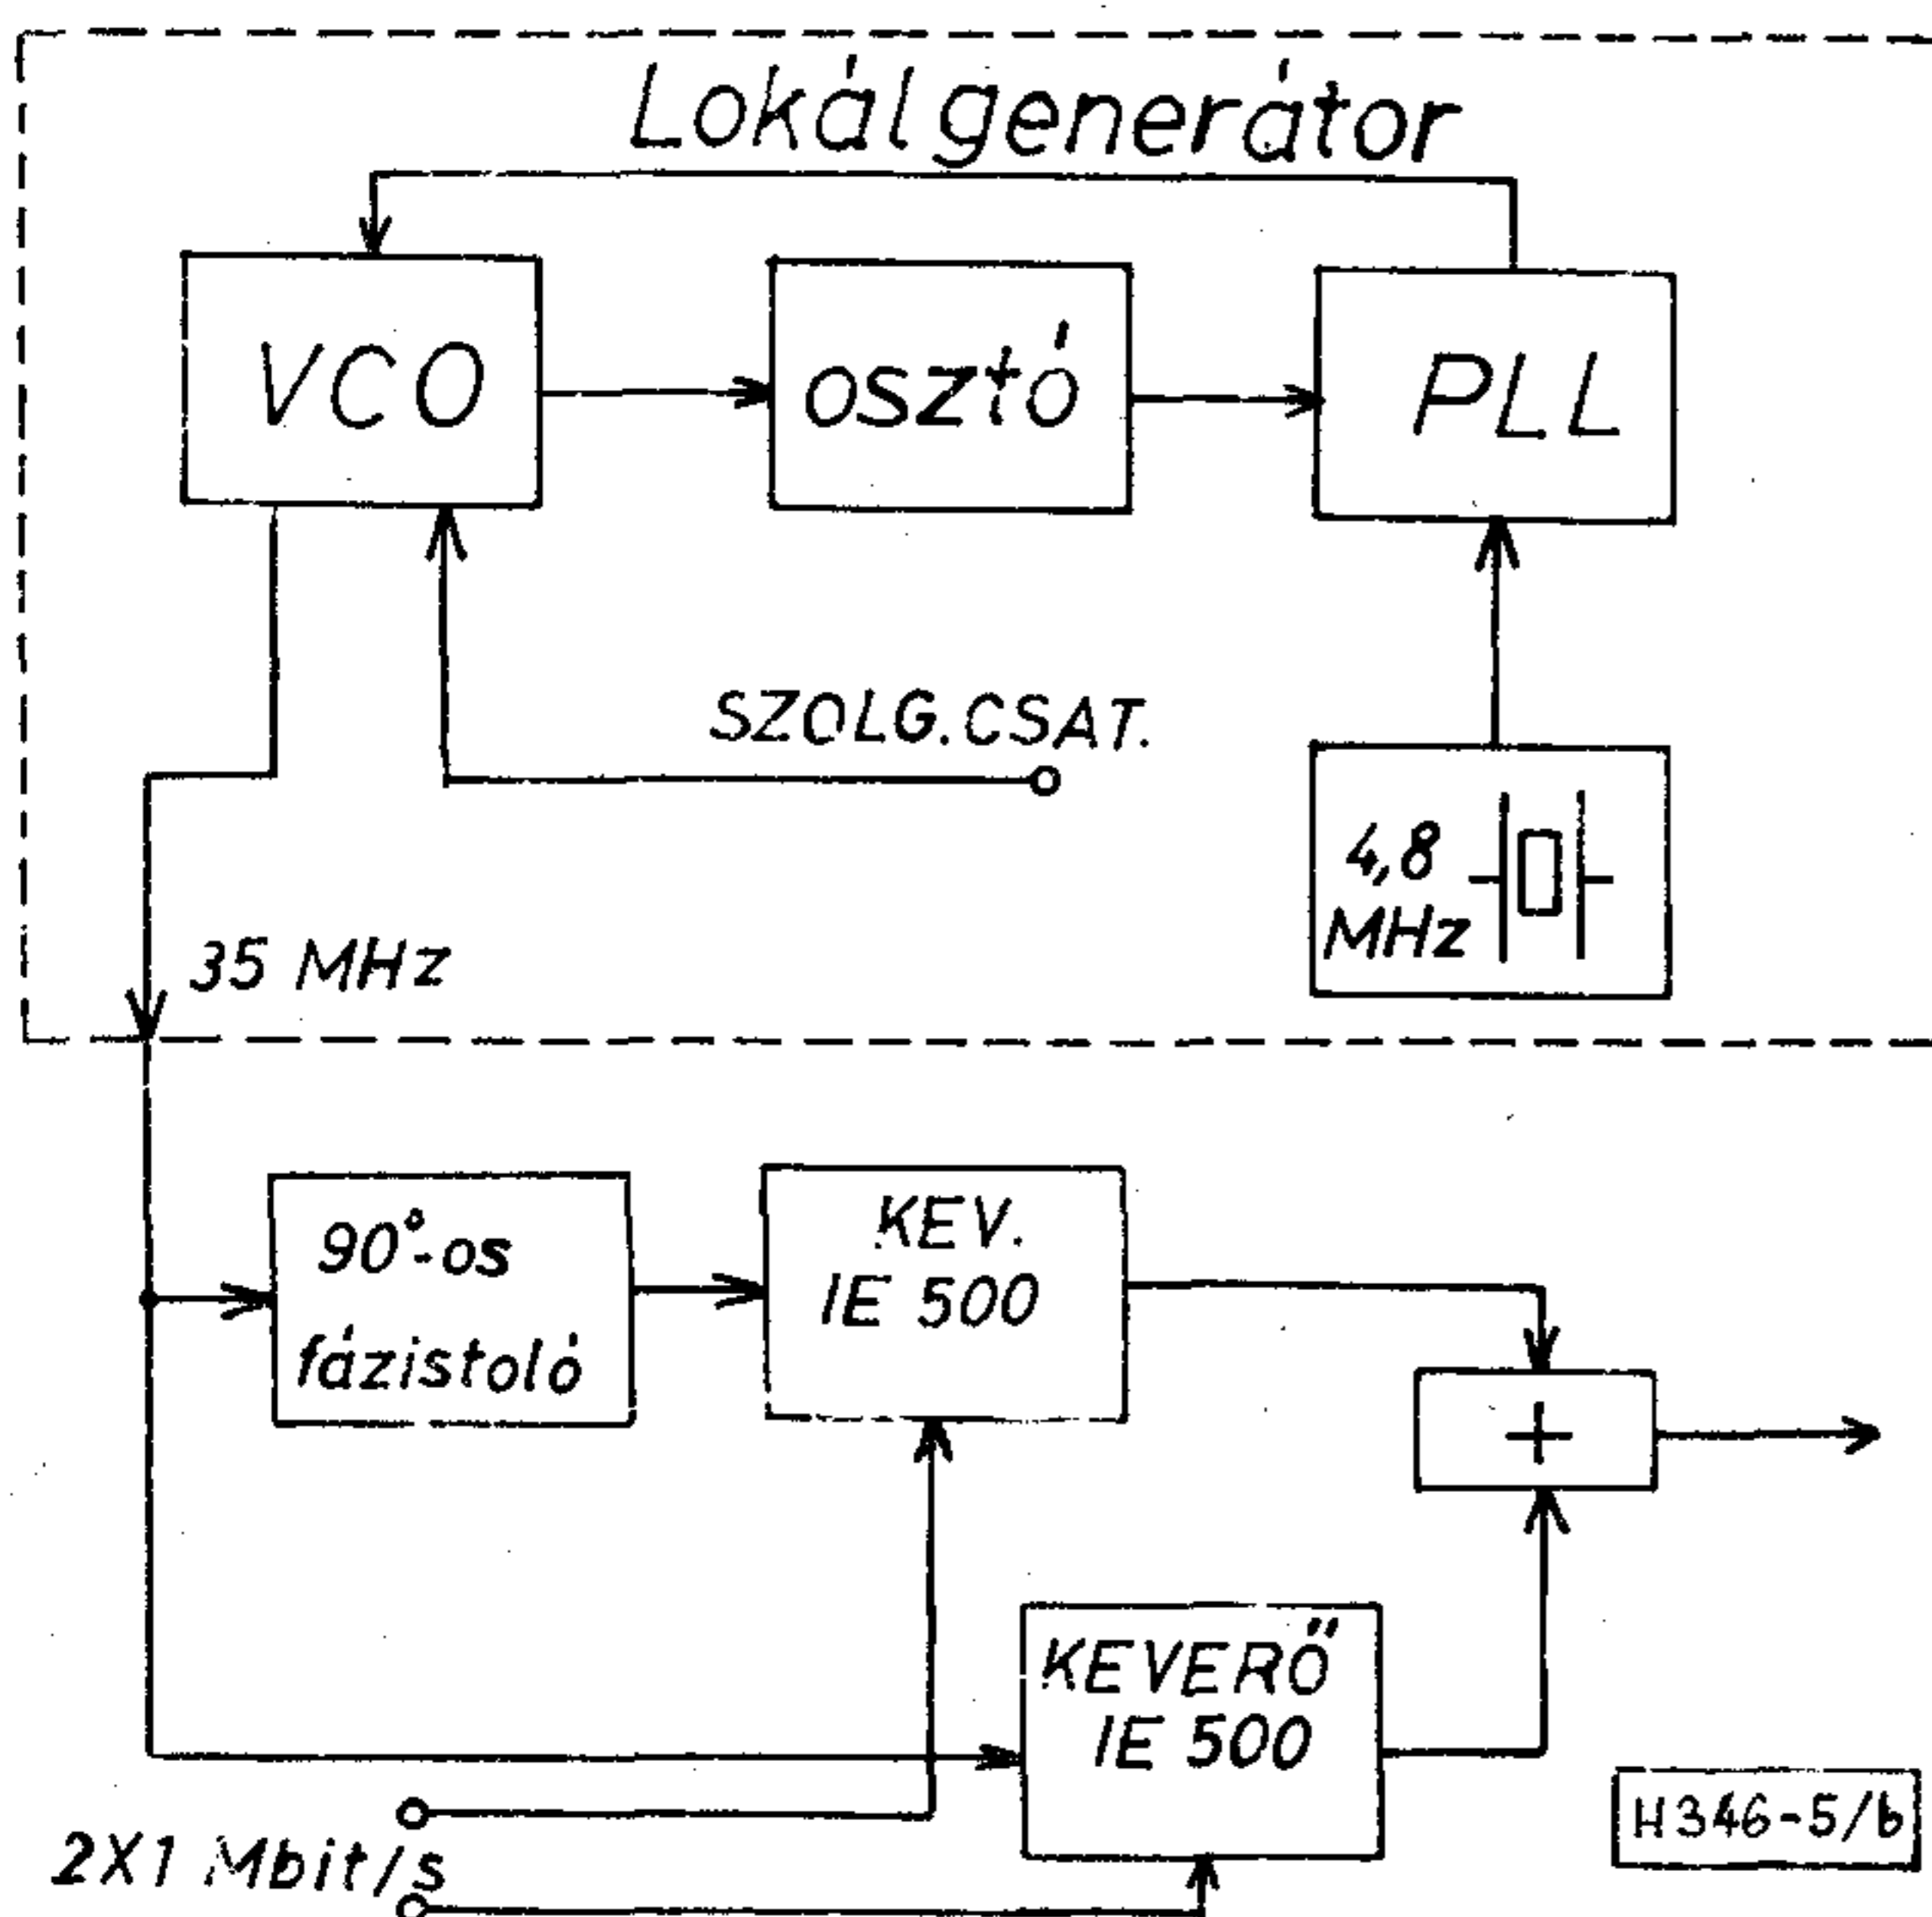 Lokálgenerátor
VCO
OSZTÓ
PLL
SZOLG.CSAT.
4,8
MHz
35 MHz
90°-os
fázistoló
KEV.
IE 500
+
KEVERŐ
IE 500
2X1 Mbit/s
H346-5/b